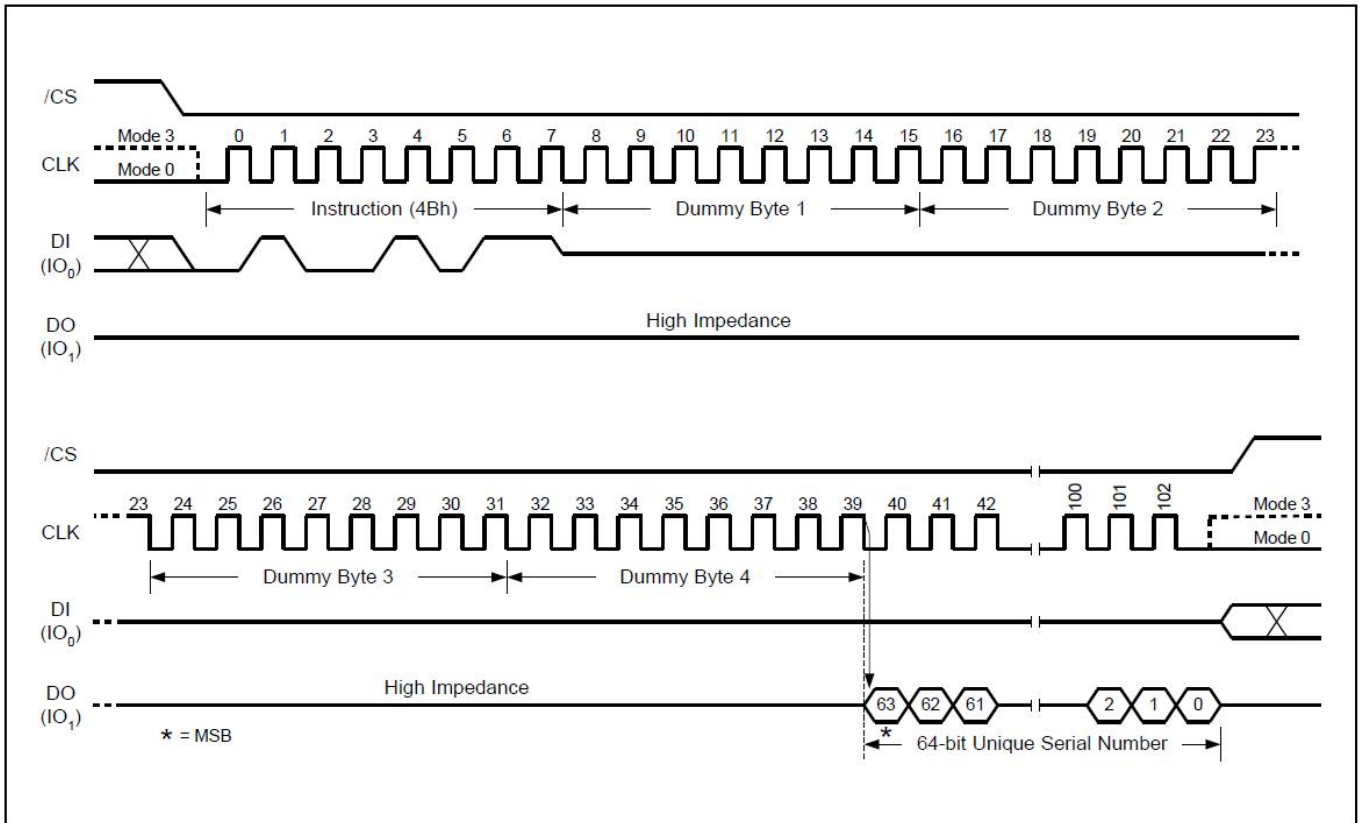 /CS
Mode 3 0 1 2 3 4 5 6 7 8 9 10 11 12 13 14 15 16 17 18 19 20 21 22 23
CLK
Mode 0
Instruction (4Bh) Dummy Byte 1 Dummy Byte 2
DI
(IO0)
High Impedance
DO
(IO1)
/CS
23 24 25 26 27 28 29 30 31 32 33 34 35 36 37 38 39 40 41 42 100 101 102 Mode 3
CLK
Mode 0
Dummy Byte 3 Dummy Byte 4
DI
(IO0)
High Impedance
DO
(IO1)
63 62 61 2 1 0
* = MSB
* 64-bit Unique Serial Number